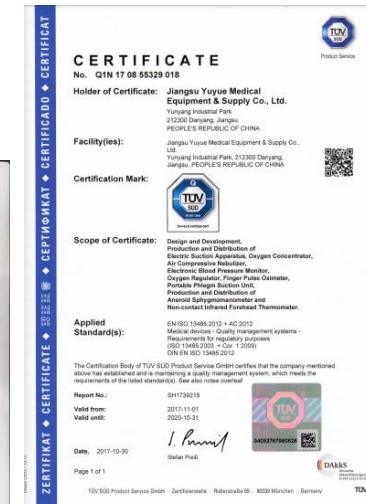 ZERTIFIKAT ◆ CERTIFICATE ◆
◆ СЕРТИФИКАТ ◆ CERTIFICADO ◆ CERTIFICAT
TÜV
SÜD
Product Service
CERTIFICATE
No. Q1N 17 08 55329 018
Holder of Certificate: Jiangsu Yuyue Medical
Equipment & Supply Co., Ltd.
Yunyang Industrial Park
212300 Danyang, Jiangsu
PEOPLE'S REPUBLIC OF CHINA
Facility(ies): Jiangsu Yuyue Medical Equipment & Supply Co.,
Ltd.
Yunyang Industrial Park, 212300 Danyang,
Jiangsu, PEOPLE'S REPUBLIC OF CHINA
Certification Mark:
TÜV
SÜD
Scope of Certificate: Design and Development,
Production and Distribution of
Electric Suction Apparatus, Oxygen Concentrator,
Air Compressive Nebulizer,
Electronic Blood Pressure Monitor,
Oxygen Regulator, Finger Pulse Oximeter,
Portable Phlegm Suction Unit,
Production and Distribution of
Aneroid Sphygmomanometer and
Non-contact Infrared Forehead Thermometer.
Applied
Standard(s): EN ISO 13485:2012 + AC:2012
Medical devices - Quality management systems -
Requirements for regulatory purposes
(ISO 13485:2003 + Cor. 1:2009)
DIN EN ISO 13485:2012
The Certification Body of TÜV SÜD Product Service GmbH certifies that the company mentioned
above has established and is maintaining a quality management system, which meets the
requirements of the listed standard(s). See also notes overleaf.
Report No.: SH1739215
Valid from: 2017-11-01
Valid until: 2020-10-31
Date, 2017-10-30
Stefan Preiß
TÜV
Page 1 of 1
DAkkS
TÜV SÜD Product Service GmbH · Zertifizierstelle · Ridlerstraße 65 · 80339 München · Germany
TÜV